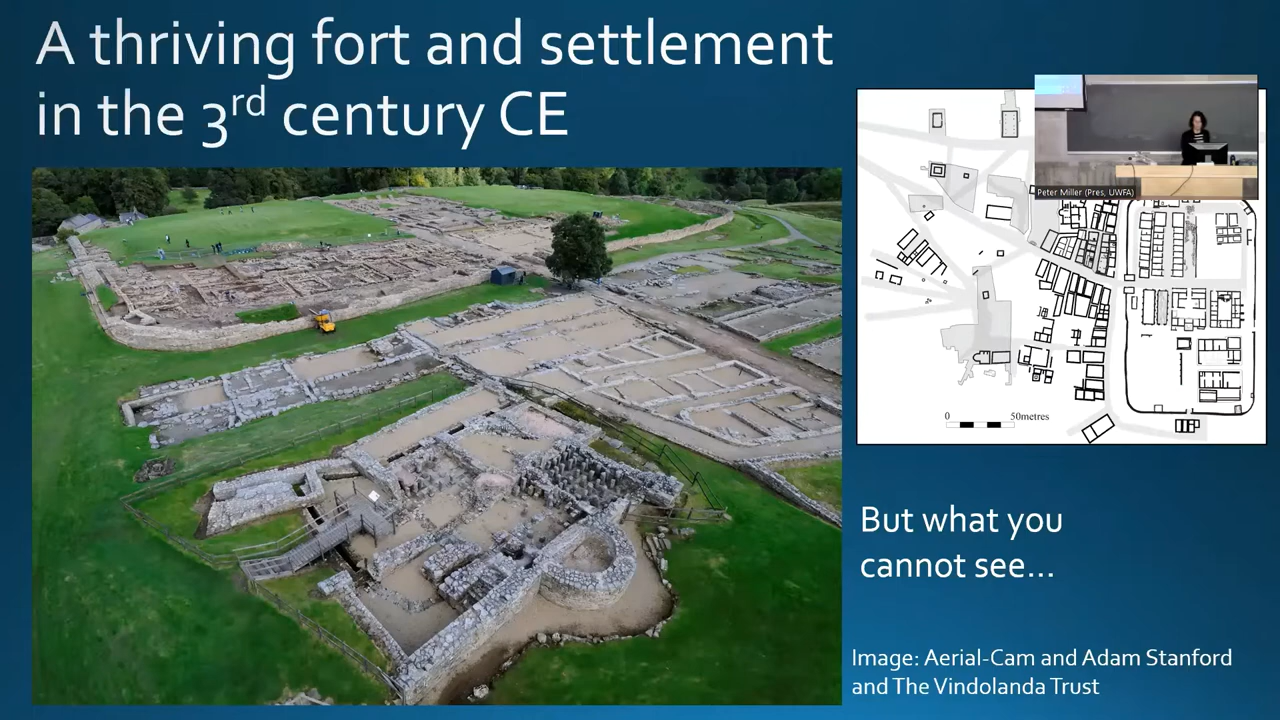 A thriving fort and settlement
in the 3rd century CE
Peter Miller (Pres, UWFA)
0 50metres
But what you
cannot see...
Image: Aerial-Cam and Adam Stanford
and The Vindolanda Trust